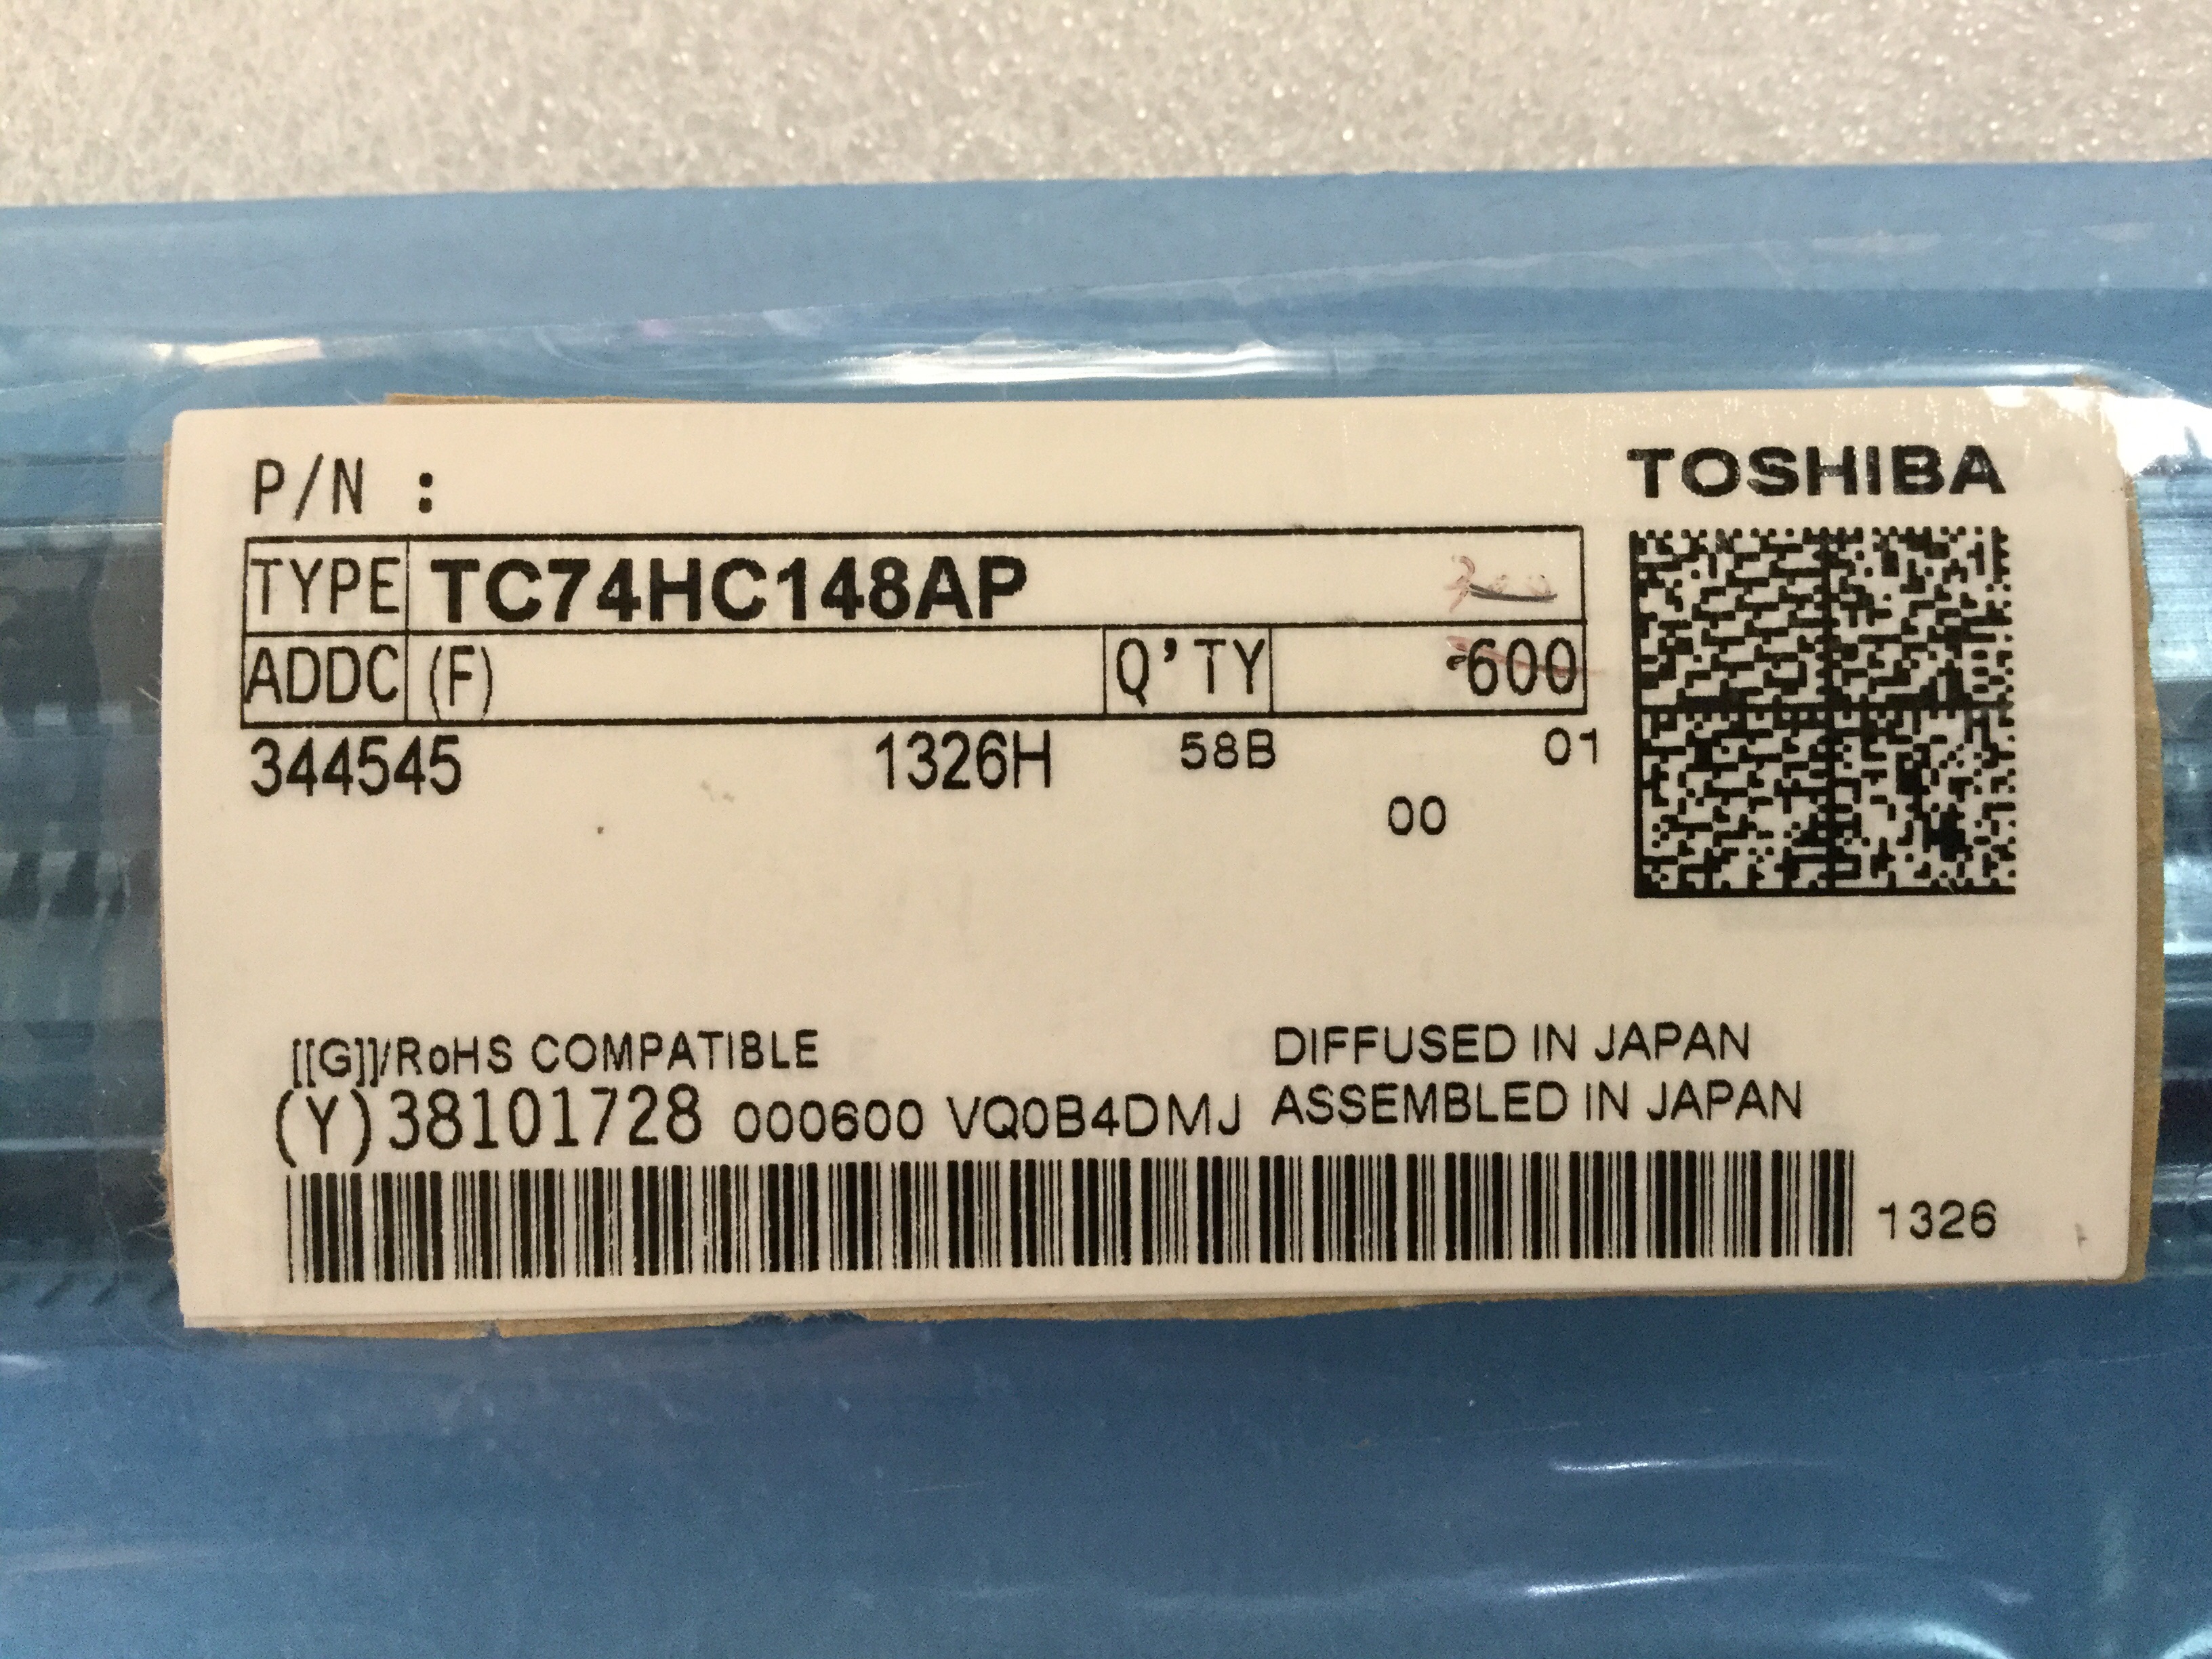 P/N :
TOSHIBA
TYPE TC74HC148AP
ADDC (F) Q'TY 600
344545 1326H 58B 01
00
[[G]]/RoHS COMPATIBLE DIFFUSED IN JAPAN
(Y)38101728 000600 VQ0B4DMJ ASSEMBLED IN JAPAN
1326